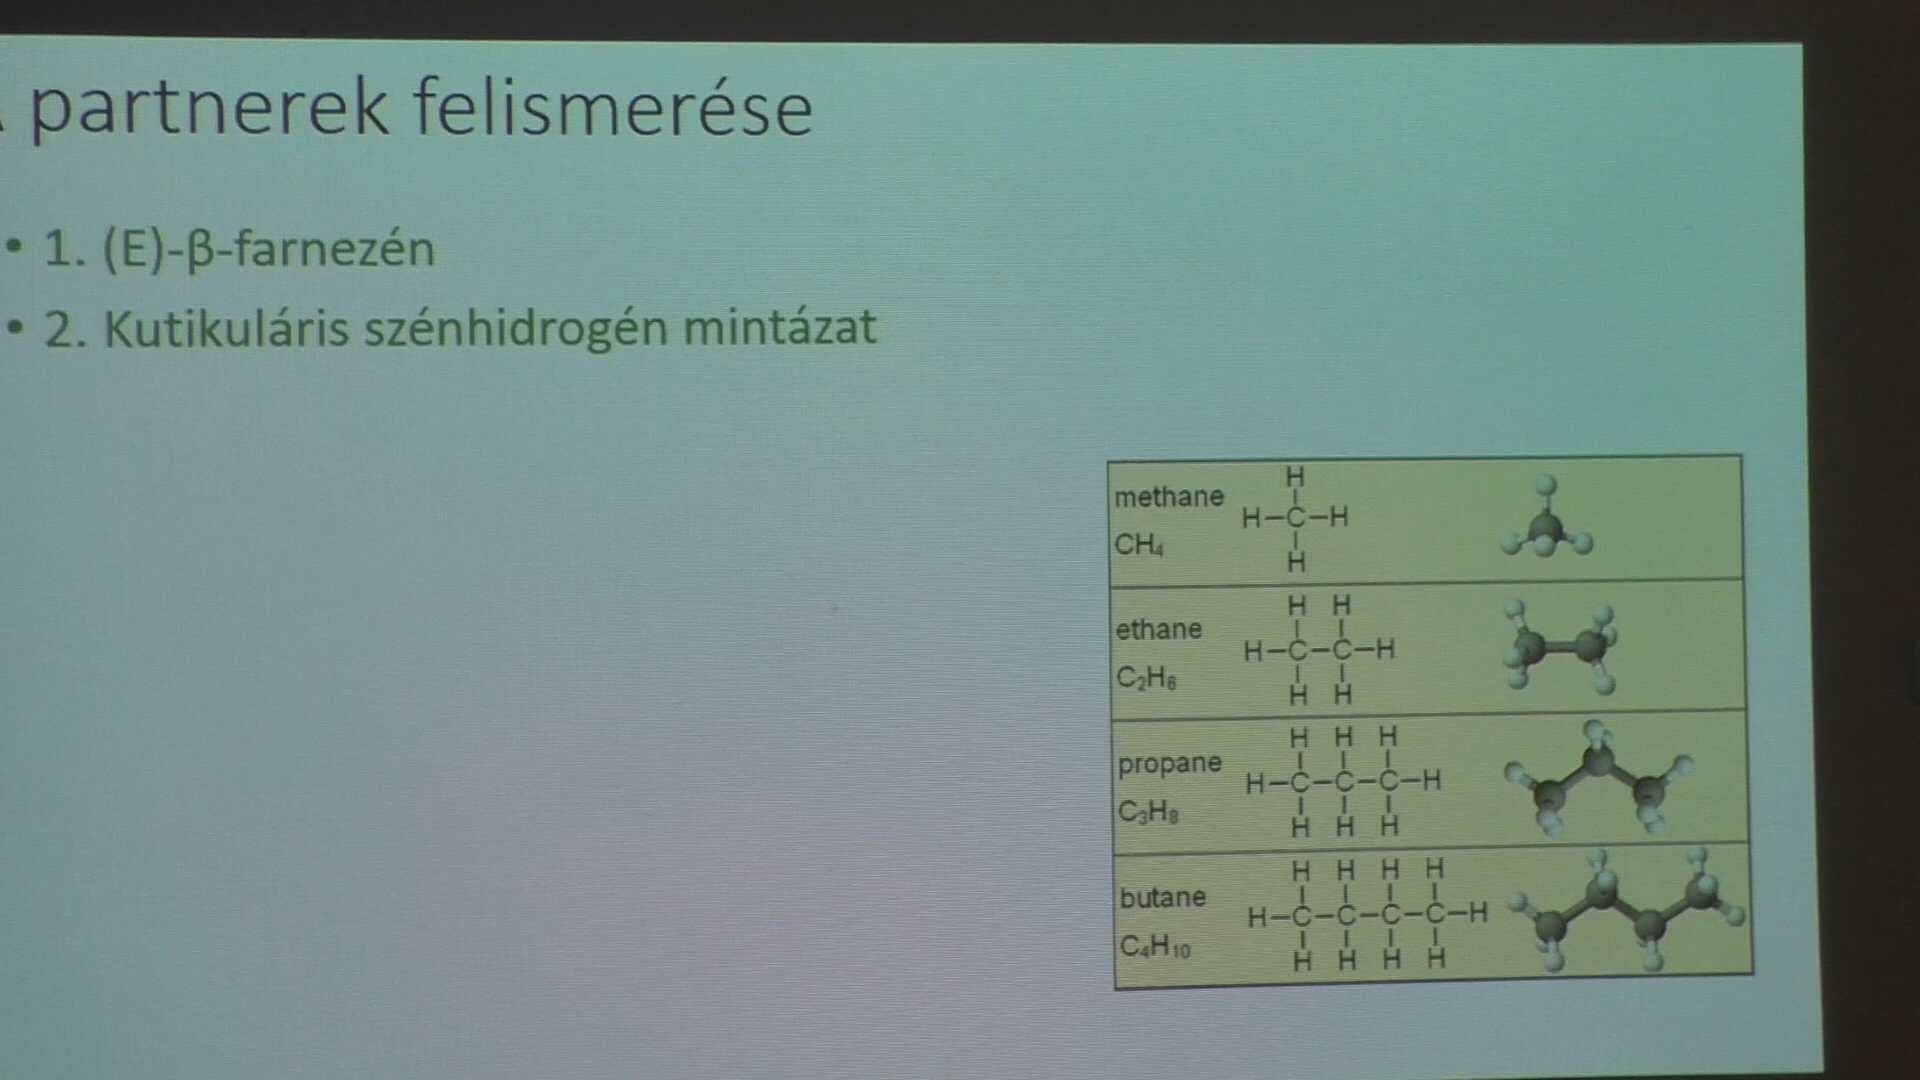 partnerek felismerése
• 1. (E)-β-farnezén
• 2. Kutikuláris szénhidrogén mintázat
methane
CH₄
H
H–C–H
H
ethane
C₂H₆
H H
H–C–C–H
H H
propane
C₃H₈
H H H
H–C–C–C–H
H H H
butane
C₄H₁₀
H H H H
H–C–C–C–C–H
H H H H